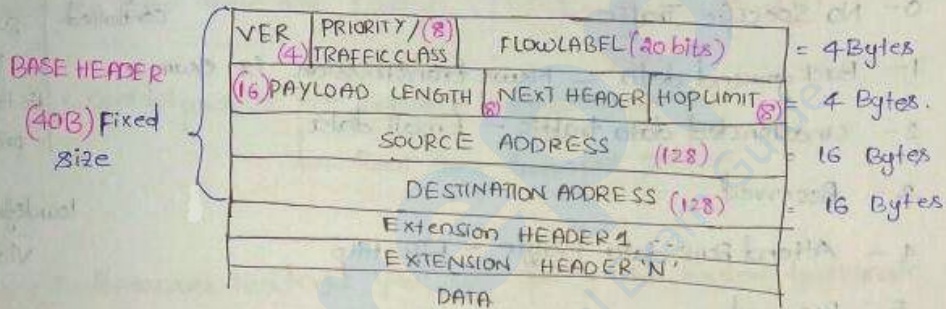 VER (4) PRIORITY/(8) TRAFFIC CLASS FLOWLABEL (20 bits) = 4 Bytes
BASE HEADER (40B) Fixed size
(16) PAYLOAD LENGTH (8) NEXT HEADER HOPLIMIT (8) = 4 Bytes.
SOURCE ADDRESS (128) = 16 Bytes
DESTINATION ADDRESS (128) = 16 Bytes
Extension HEADER 1
EXTENSION HEADER 'N'
DATA